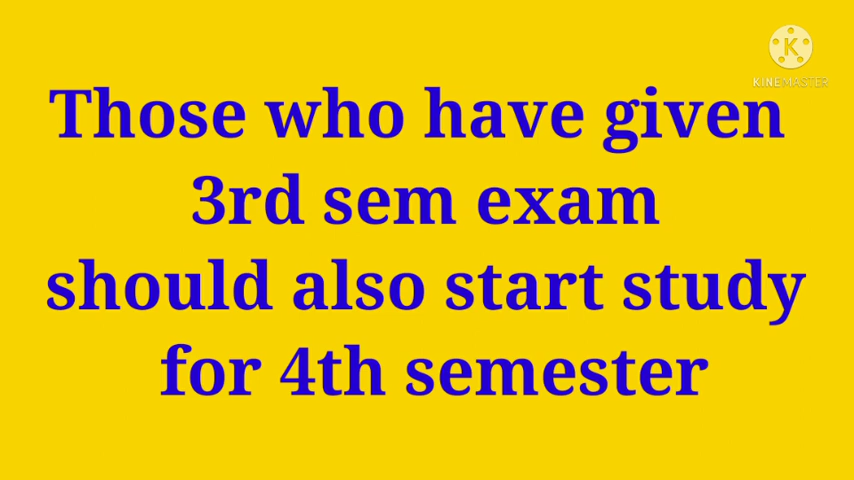 K
KINEMASTER
Those who have given
3rd sem exam
should also start study
for 4th semester